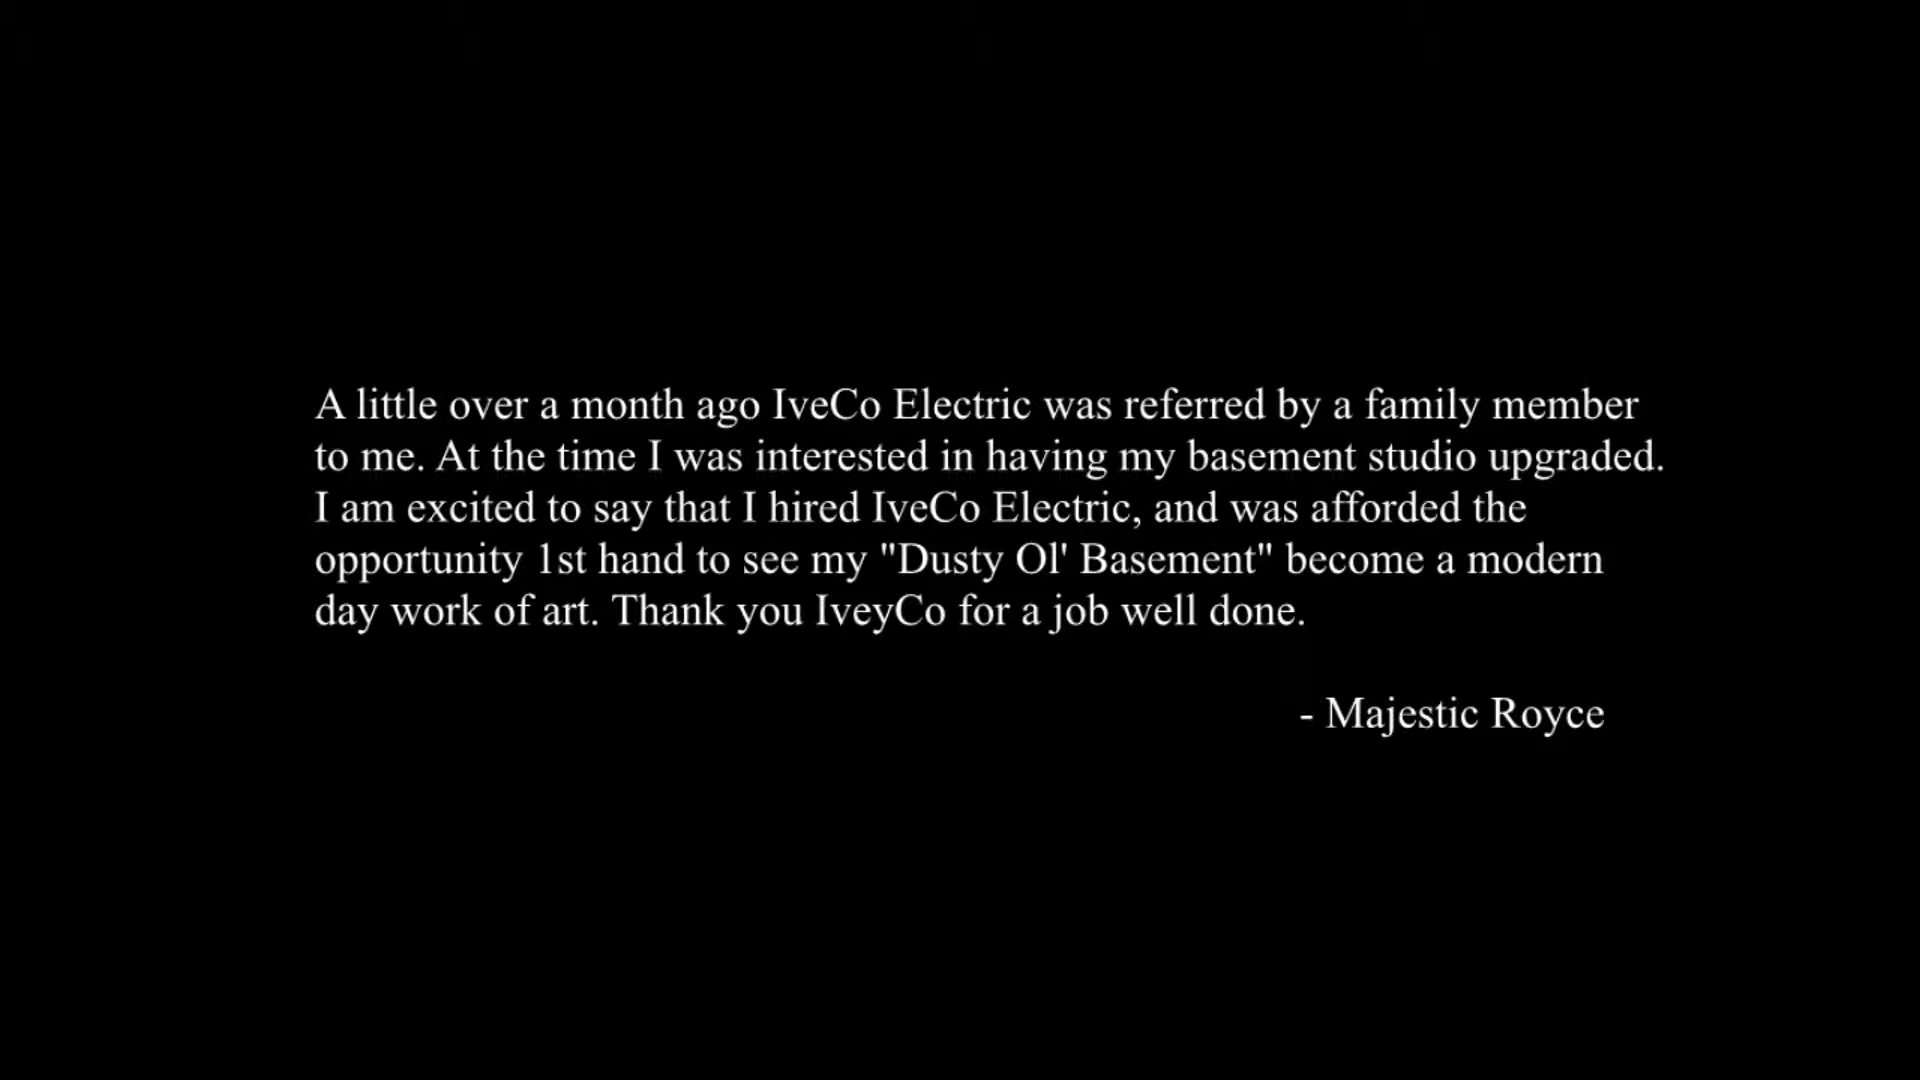 A little over a month ago IveCo Electric was referred by a family member
to me. At the time I was interested in having my basement studio upgraded.
I am excited to say that I hired IveCo Electric, and was afforded the
opportunity 1st hand to see my "Dusty Ol' Basement" become a modern
day work of art. Thank you IveyCo for a job well done.
- Majestic Royce